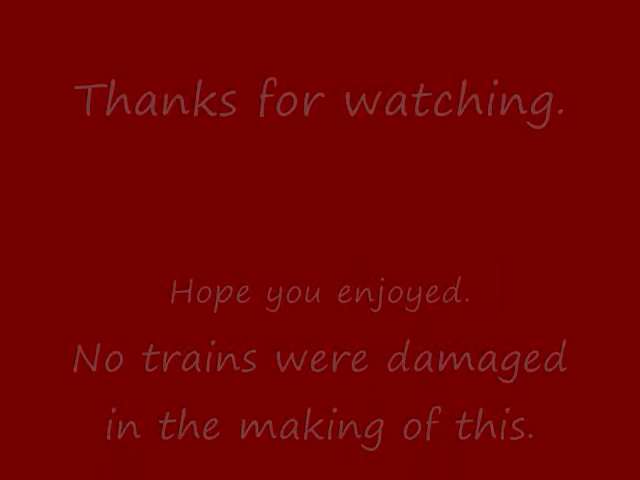 Thanks for watching.
Hope you enjoyed.
No trains were damaged
in the making of this.